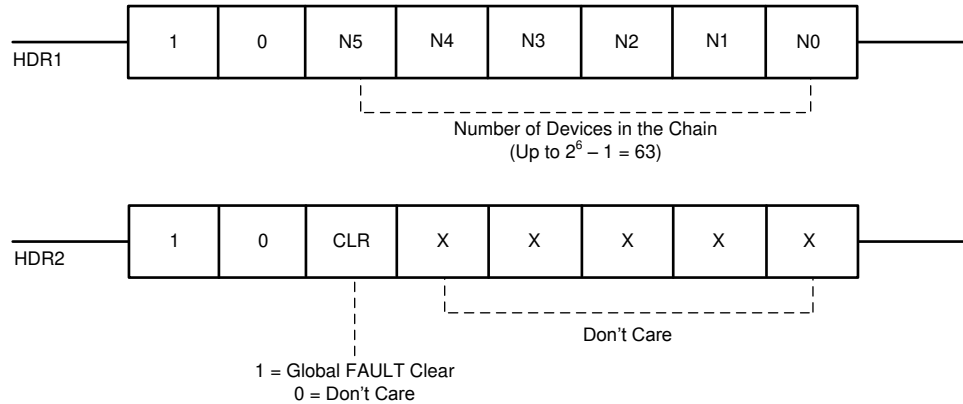 1 0 N5 N4 N3 N2 N1 N0
HDR1
Number of Devices in the Chain
(Up to 2⁶ – 1 = 63)
1 0 CLR X X X X X
HDR2
Don't Care
1 = Global FAULT Clear
0 = Don't Care